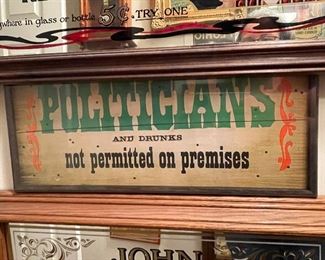 where in glass or bottle 5¢. TRY ONE
POLITICIANS
AND DRUNKS
not permitted on premises
JOHN